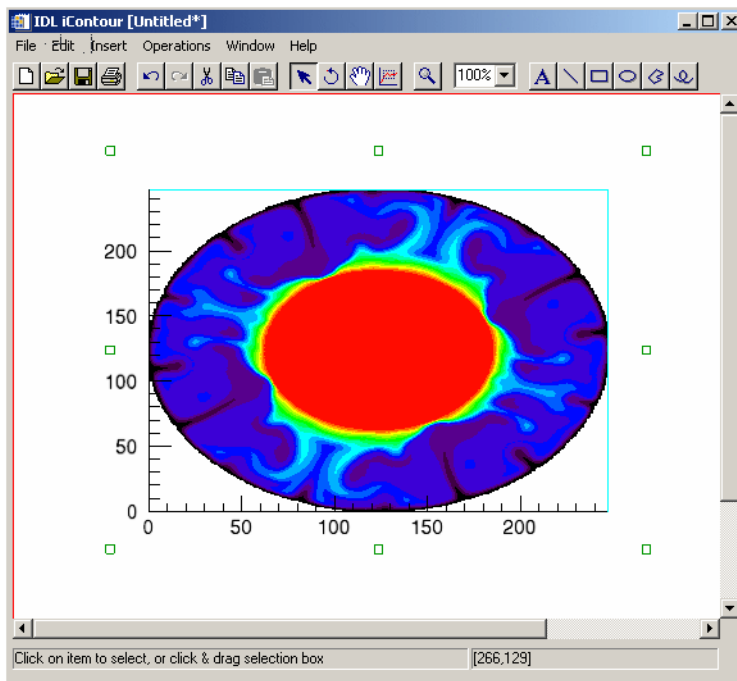 IDL iContour [Untitled*]
File Edit Insert Operations Window Help
100% A
200
150
100
50
0
0 50 100 150 200
Click on item to select, or click & drag selection box [266,129]